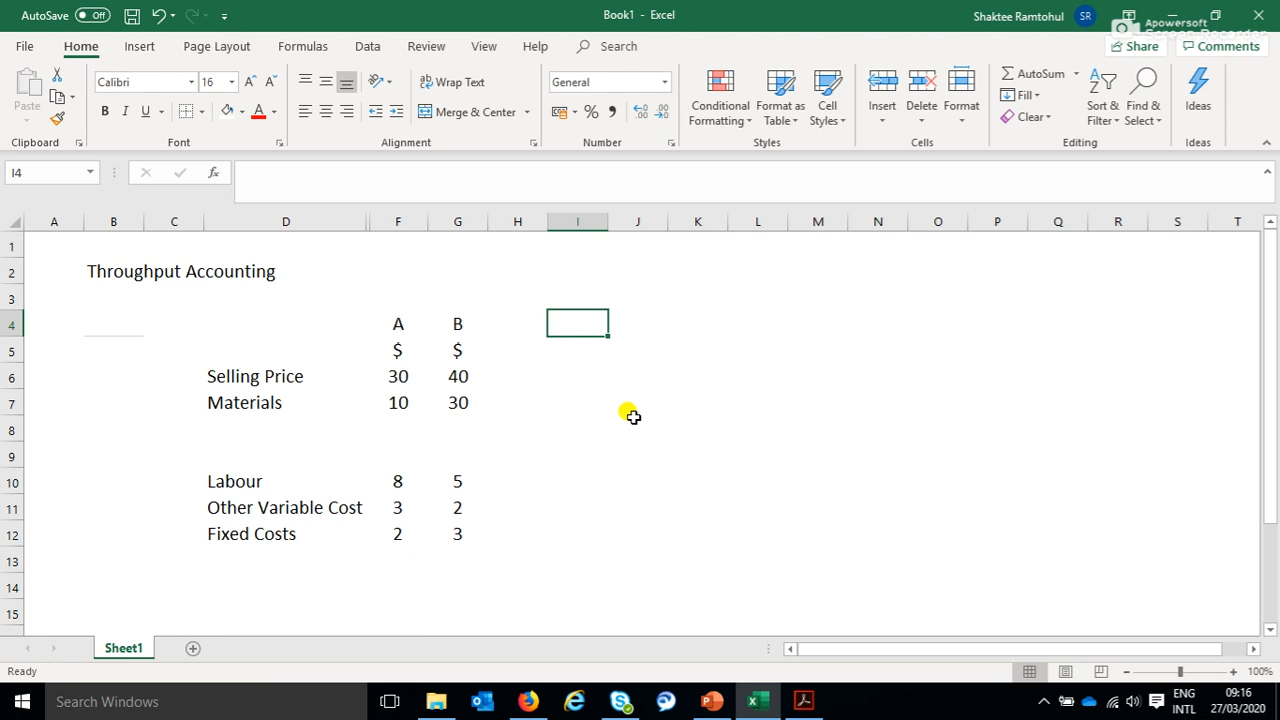 AutoSave Off Book1 - Excel Shaktee Ramtohul SR
Apowersoft
Screen Recorder
File Home Insert Page Layout Formulas Data Review View Help Search Share Comments
Paste
Calibri 16
B I U A
Wrap Text
Merge & Center
General
Conditional Formatting
Format as Table
Cell Styles
Insert Delete Format
AutoSum
Fill
Clear
Sort & Filter
Find & Select
Ideas
Clipboard Font Alignment Number Styles Cells Editing Ideas
I4 fx
A B C D F G H I J K L M N O P Q R S T
1
2 Throughput Accounting
3
4 A B
5 $ $
6 Selling Price 30 40
7 Materials 10 30
8
9
10 Labour 8 5
11 Other Variable Cost 3 2
12 Fixed Costs 2 3
13
14
15
Sheet1
Ready 100%
Search Windows ENG 09:16
INTL 27/03/2020